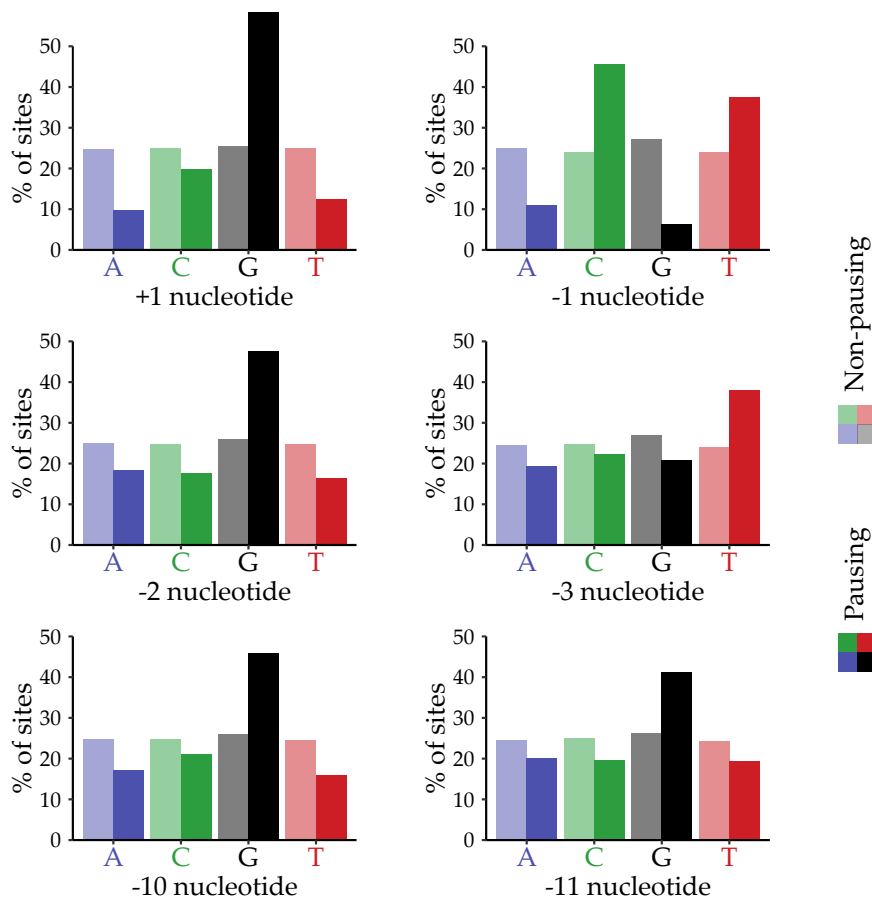 % of sites
50
40
30
20
10
0
A C G T
+1 nucleotide
% of sites
50
40
30
20
10
0
A C G T
-1 nucleotide
% of sites
50
40
30
20
10
0
A C G T
-2 nucleotide
% of sites
50
40
30
20
10
0
A C G T
-3 nucleotide
% of sites
50
40
30
20
10
0
A C G T
-10 nucleotide
% of sites
50
40
30
20
10
0
A C G T
-11 nucleotide
Non-pausing
Pausing